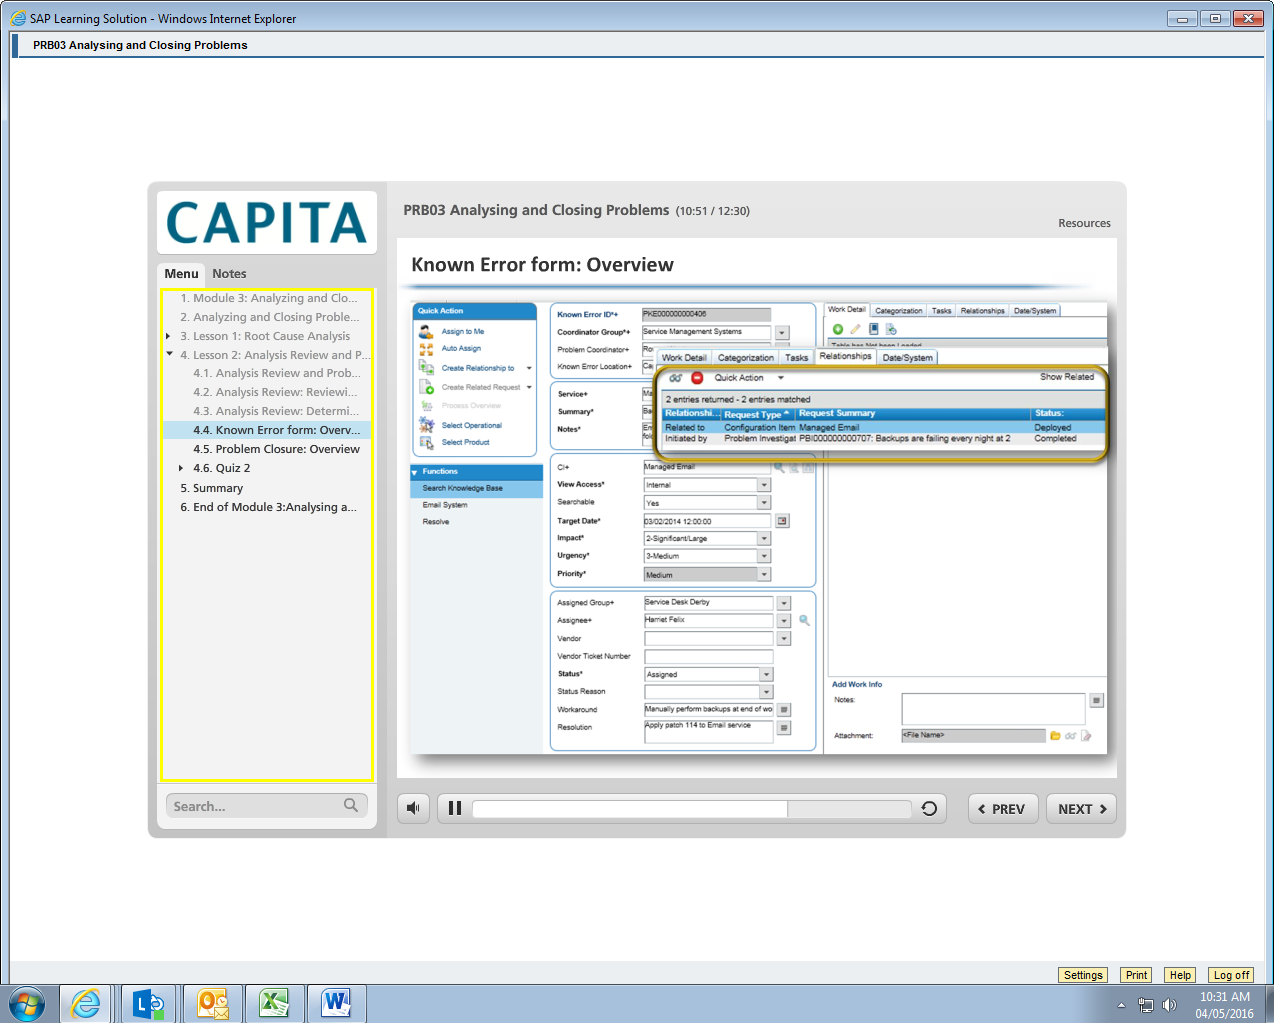 SAP Learning Solution - Windows Internet Explorer
PRB03 Analysing and Closing Problems
CAPITA
PRB03 Analysing and Closing Problems (10:51 / 12:30)
Resources
Menu Notes
1. Module 3: Analyzing and Clo...
2. Analyzing and Closing Proble...
3. Lesson 1: Root Cause Analysis
4. Lesson 2: Analysis Review and P...
4.1. Analysis Review and Prob...
4.2. Analysis Review: Reviewi...
4.3. Analysis Review: Determi...
4.4. Known Error form: Overv...
4.5. Problem Closure: Overview
4.6. Quiz 2
5. Summary
6. End of Module 3:Analysing a...
Search...
Known Error form: Overview
Quick Action
Assign to Me
Auto Assign
Create Relationship to
Create Related Request
Process Overview
Select Operational
Select Product
Functions
Search Knowledge Base
Email System
Resolve
Known Error ID*+ PKE000000000406
Coordinator Group*+ Service Management Systems
Problem Coordinator+
Known Error Location+
Service+
Summary*
Notes*
CI+ Managed Email
View Access* Internal
Searchable Yes
Target Date* 03/02/2014 12:00:00
Impact* 2-Significant/Large
Urgency* 3-Medium
Priority* Medium
Assigned Group+ Service Desk Derby
Assignee+ Harriet Felix
Vendor
Vendor Ticket Number
Status* Assigned
Status Reason
Workaround Manually perform backups at end of wo
Resolution Apply patch 114 to Email service
Work Detail Categorization Tasks Relationships Date/System
Work Detail Categorization Tasks Relationships Date/System
Quick Action Show Related
2 entries returned - 2 entries matched
Relationshi... Request Type Request Summary Status:
Related to Configuration Item Managed Email Deployed
Initiated by Problem Investigat PBI000000000707: Backups are failing every night at 2 Completed
Add Work Info
Notes:
Attachment: <File Name>
PREV NEXT
Settings Print Help Log off
10:31 AM
04/05/2016